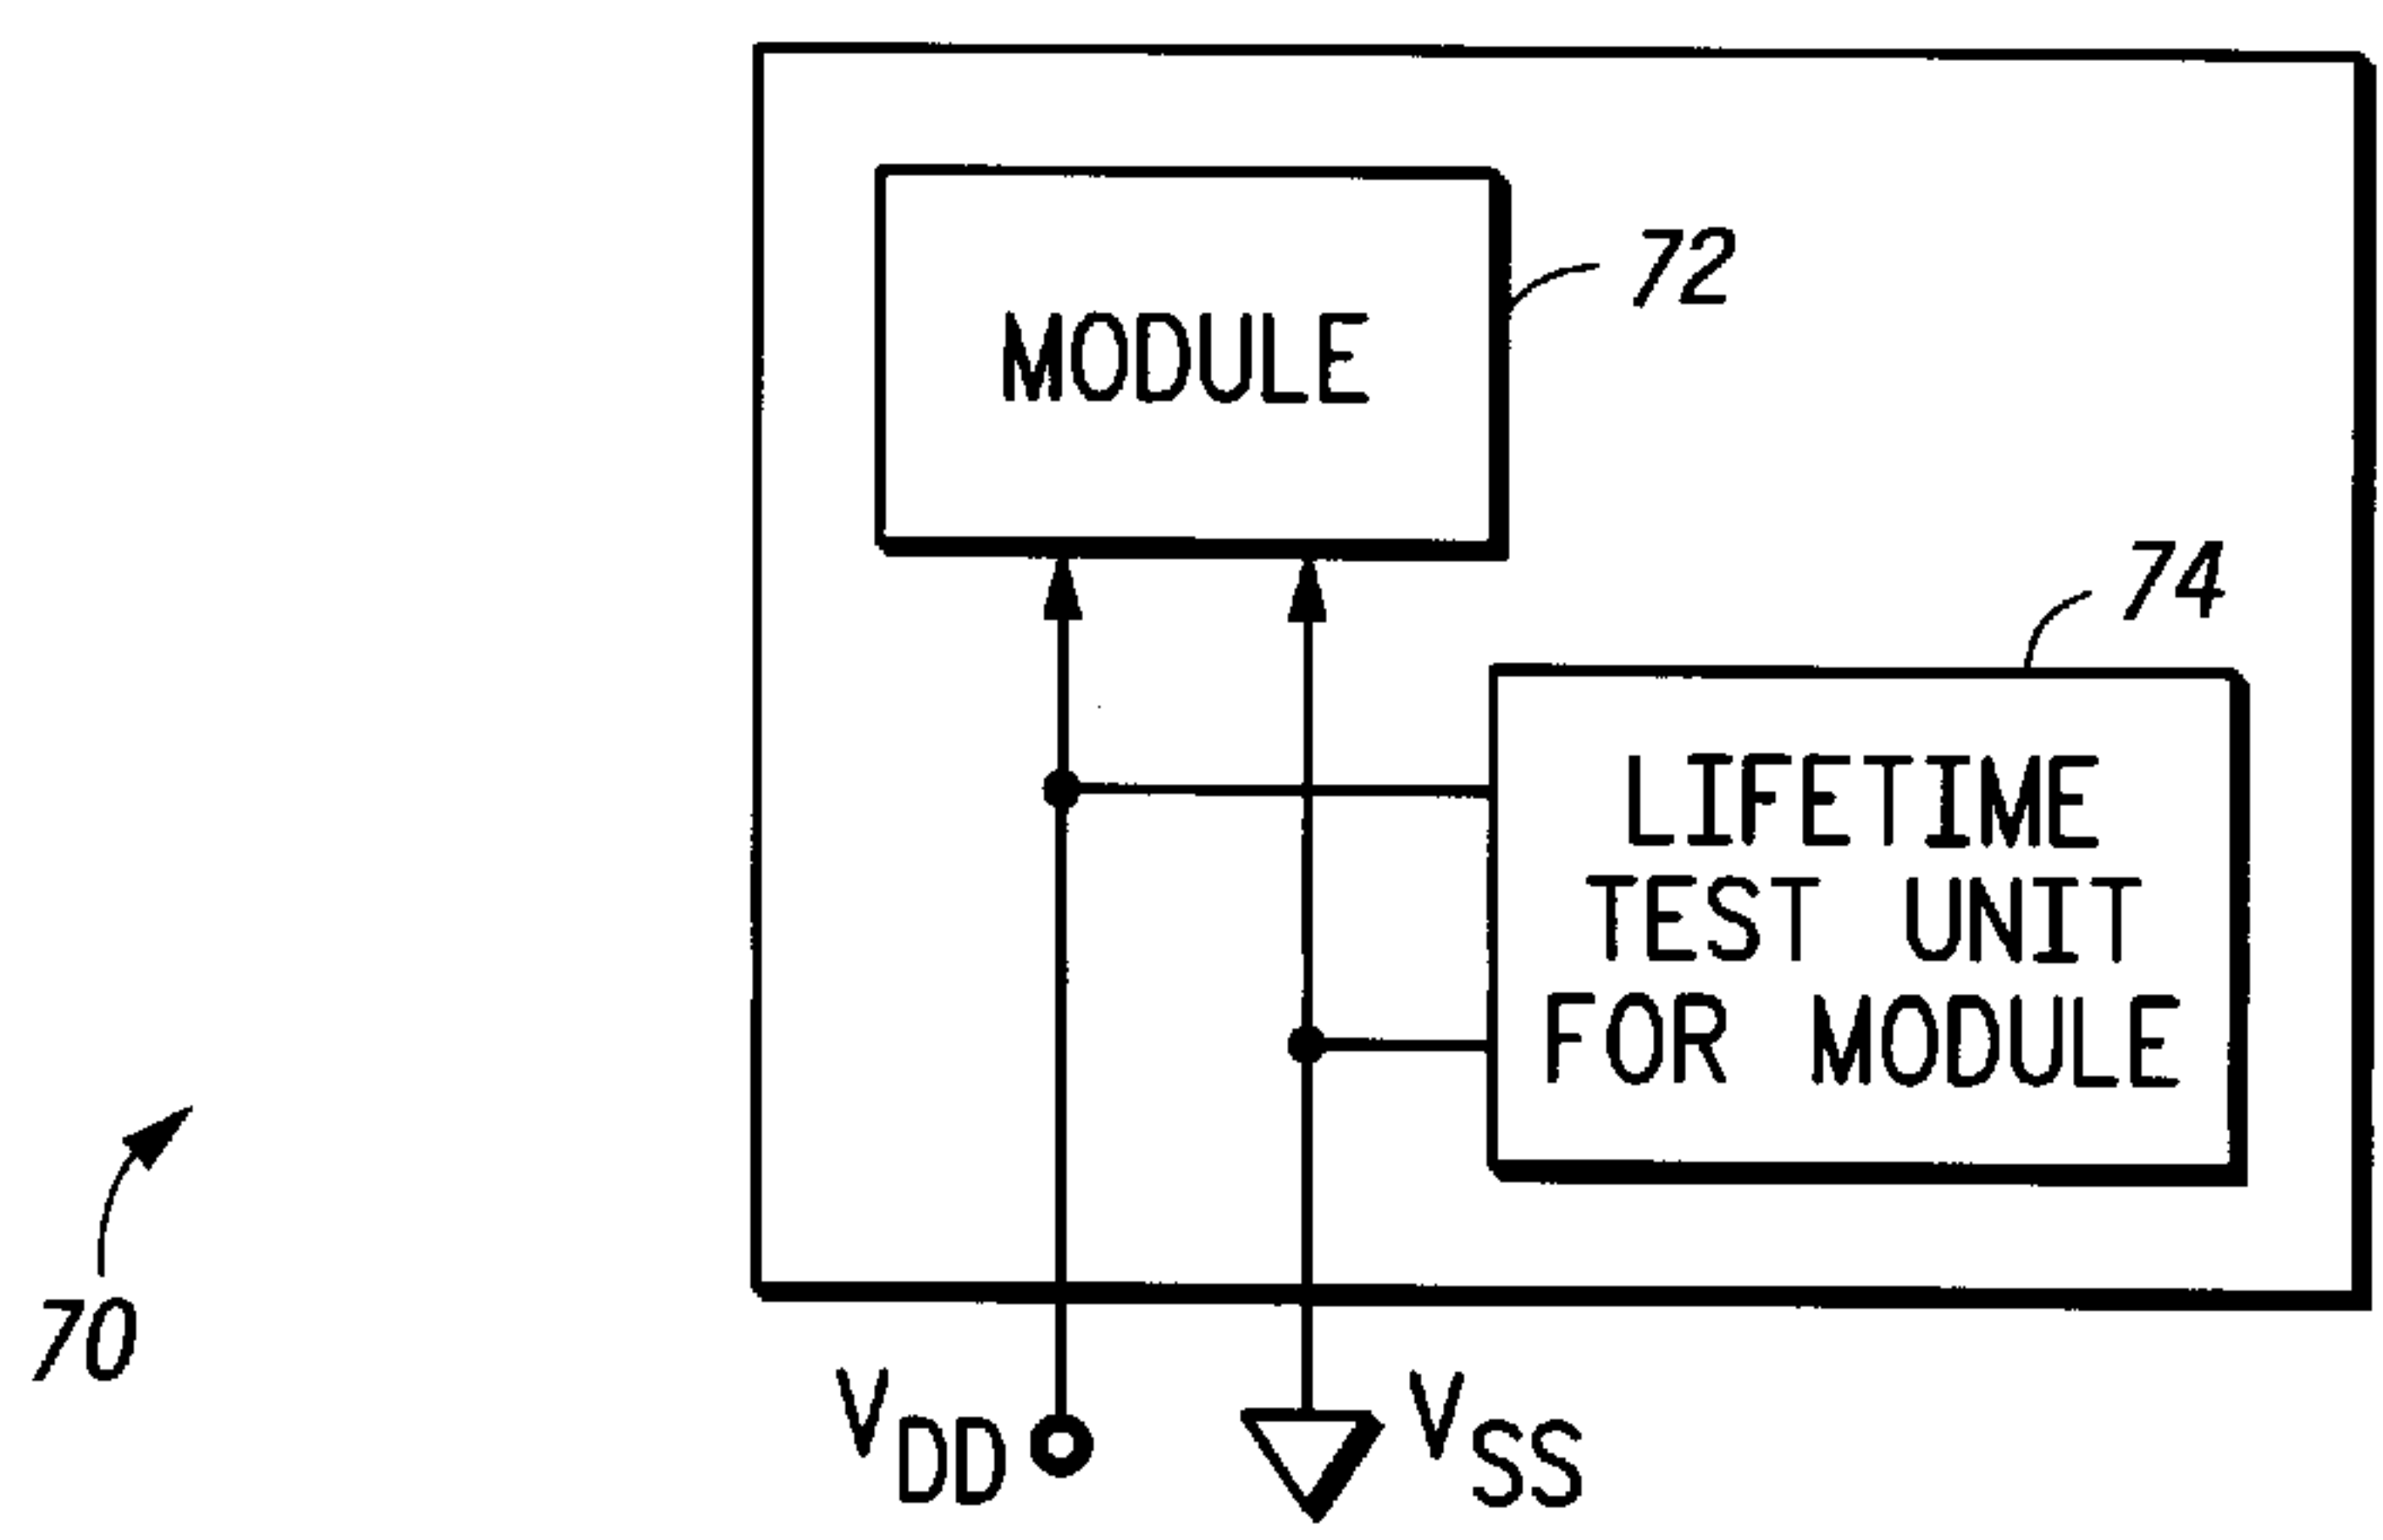 MODULE
72
74
LIFETIME
TEST UNIT
FOR MODULE
70
VDD
VSS